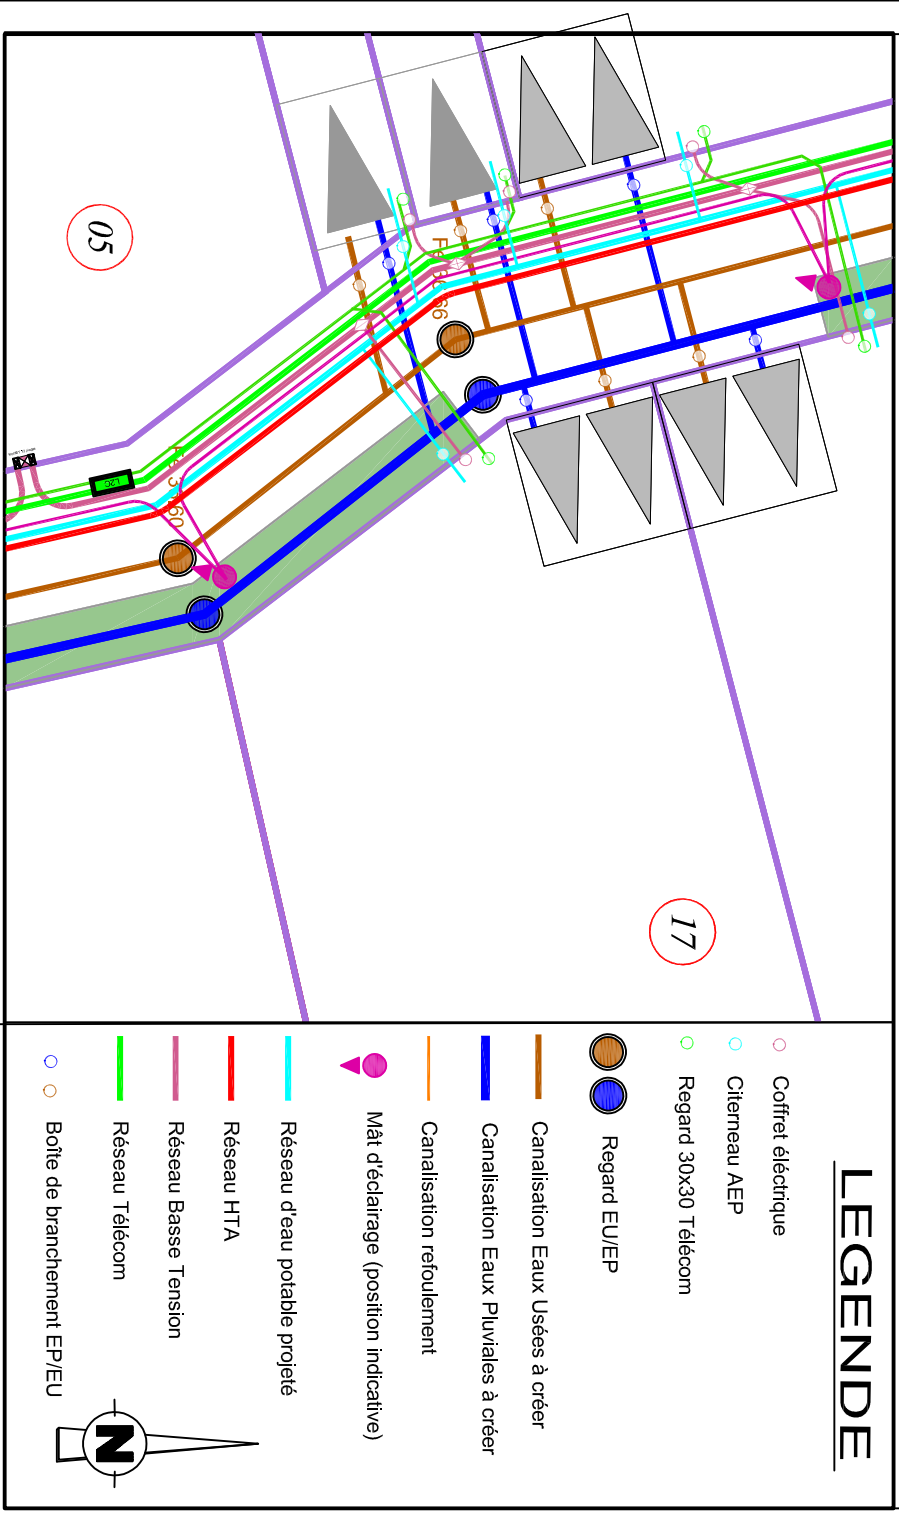 05
17
L2C
LEGENDE
Coffret éléctrique
Citerneau AEP
Regard 30x30 Télécom
Regard EU/EP
Canalisation Eaux Usées à créer
Canalisation Eaux Pluviales à créer
Canalisation refoulement
Mât d'éclairage (position indicative)
Réseau d'eau potable projeté
Réseau HTA
Réseau Basse Tension
Réseau Télécom
Boîte de branchement EP/EU
N